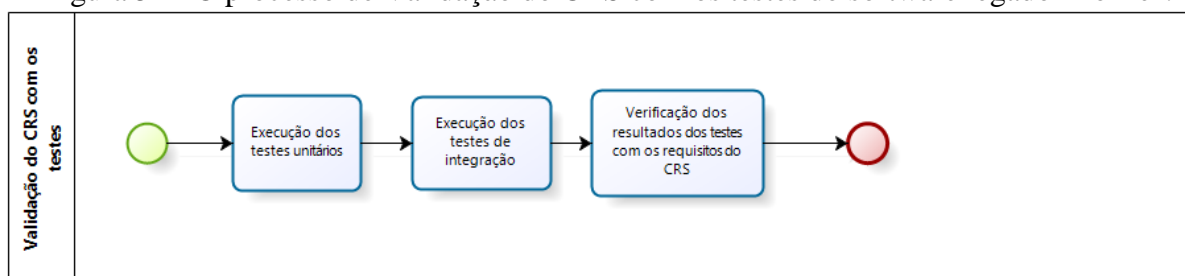 Validação do CRS com os
testes
Execução dos
testes unitários
Execução dos
testes de
integração
Verificação dos
resultados dos testes
com os requisitos do
CRS